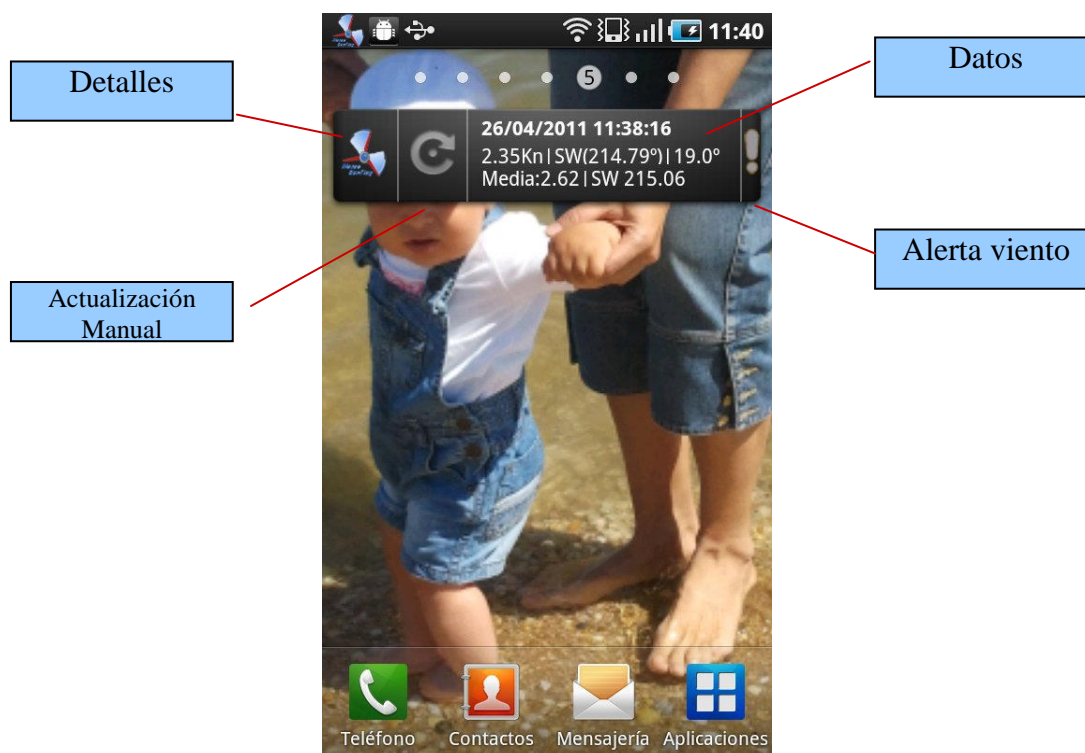 11:40
Detalles
Datos
5
26/04/2011 11:38:16
2.35Kn|SW(214.79º)|19.0º
Media:2.62|SW 215.06
Alerta viento
Actualización
Manual
Teléfono
Contactos
Mensajería
Aplicaciones